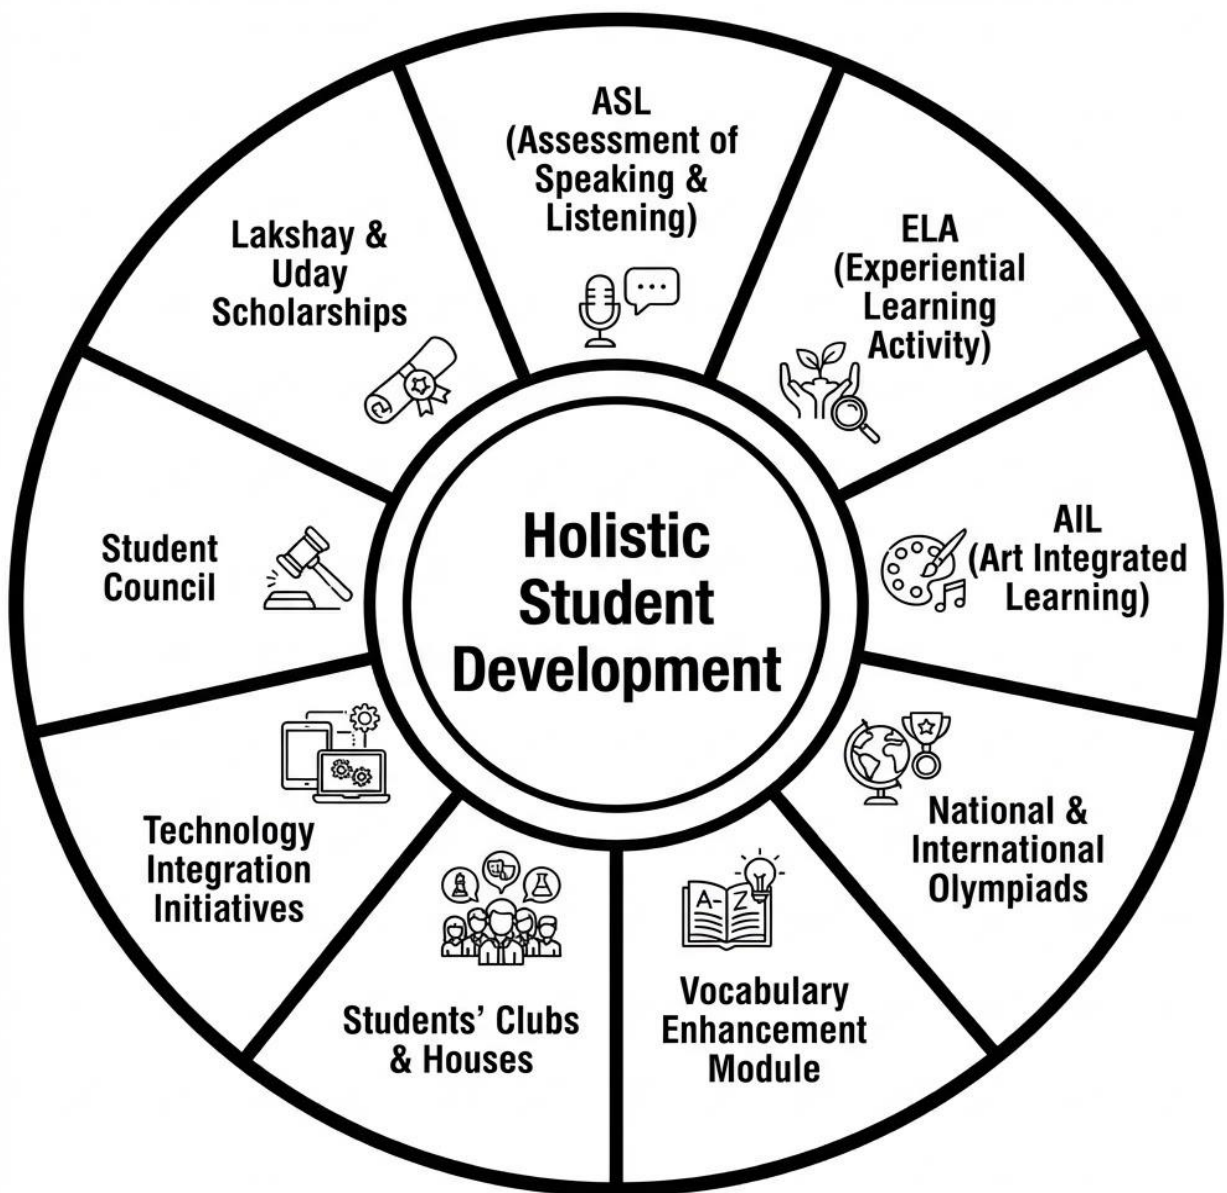 ASL
(Assessment of
Speaking &
Listening)
ELA
(Experiential
Learning
Activity)
AIL
(Art Integrated
Learning)
National &
International
Olympiads
Vocabulary
Enhancement
Module
A-Z
Students’ Clubs
& Houses
Technology
Integration
Initiatives
Student
Council
Lakshay &
Uday
Scholarships
Holistic
Student
Development